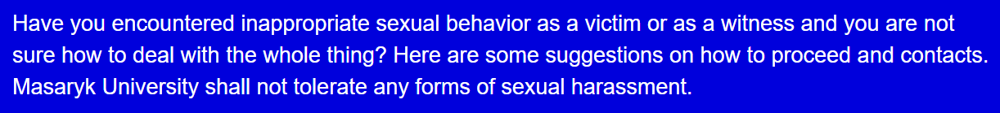 Have you encountered inappropriate sexual behavior as a victim or as a witness and you are not
sure how to deal with the whole thing? Here are some suggestions on how to proceed and contacts.
Masaryk University shall not tolerate any forms of sexual harassment.